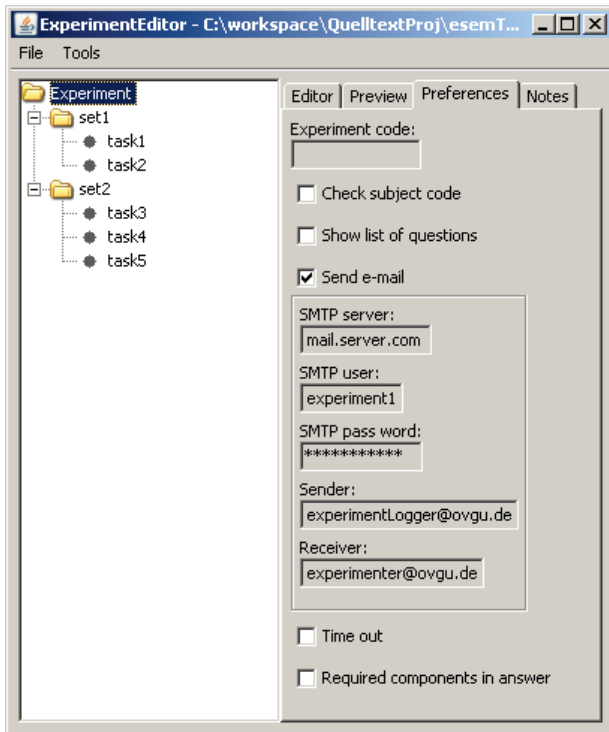 ExperimentEditor - C:\workspace\QuelltextProj\esemT...
File Tools
Experiment
set1
task1
task2
set2
task3
task4
task5
Editor Preview Preferences Notes
Experiment code:
Check subject code
Show list of questions
Send e-mail
SMTP server:
mail.server.com
SMTP user:
experiment1
SMTP pass word:
***********
Sender:
experimentLogger@ovgu.de
Receiver:
experimenter@ovgu.de
Time out
Required components in answer